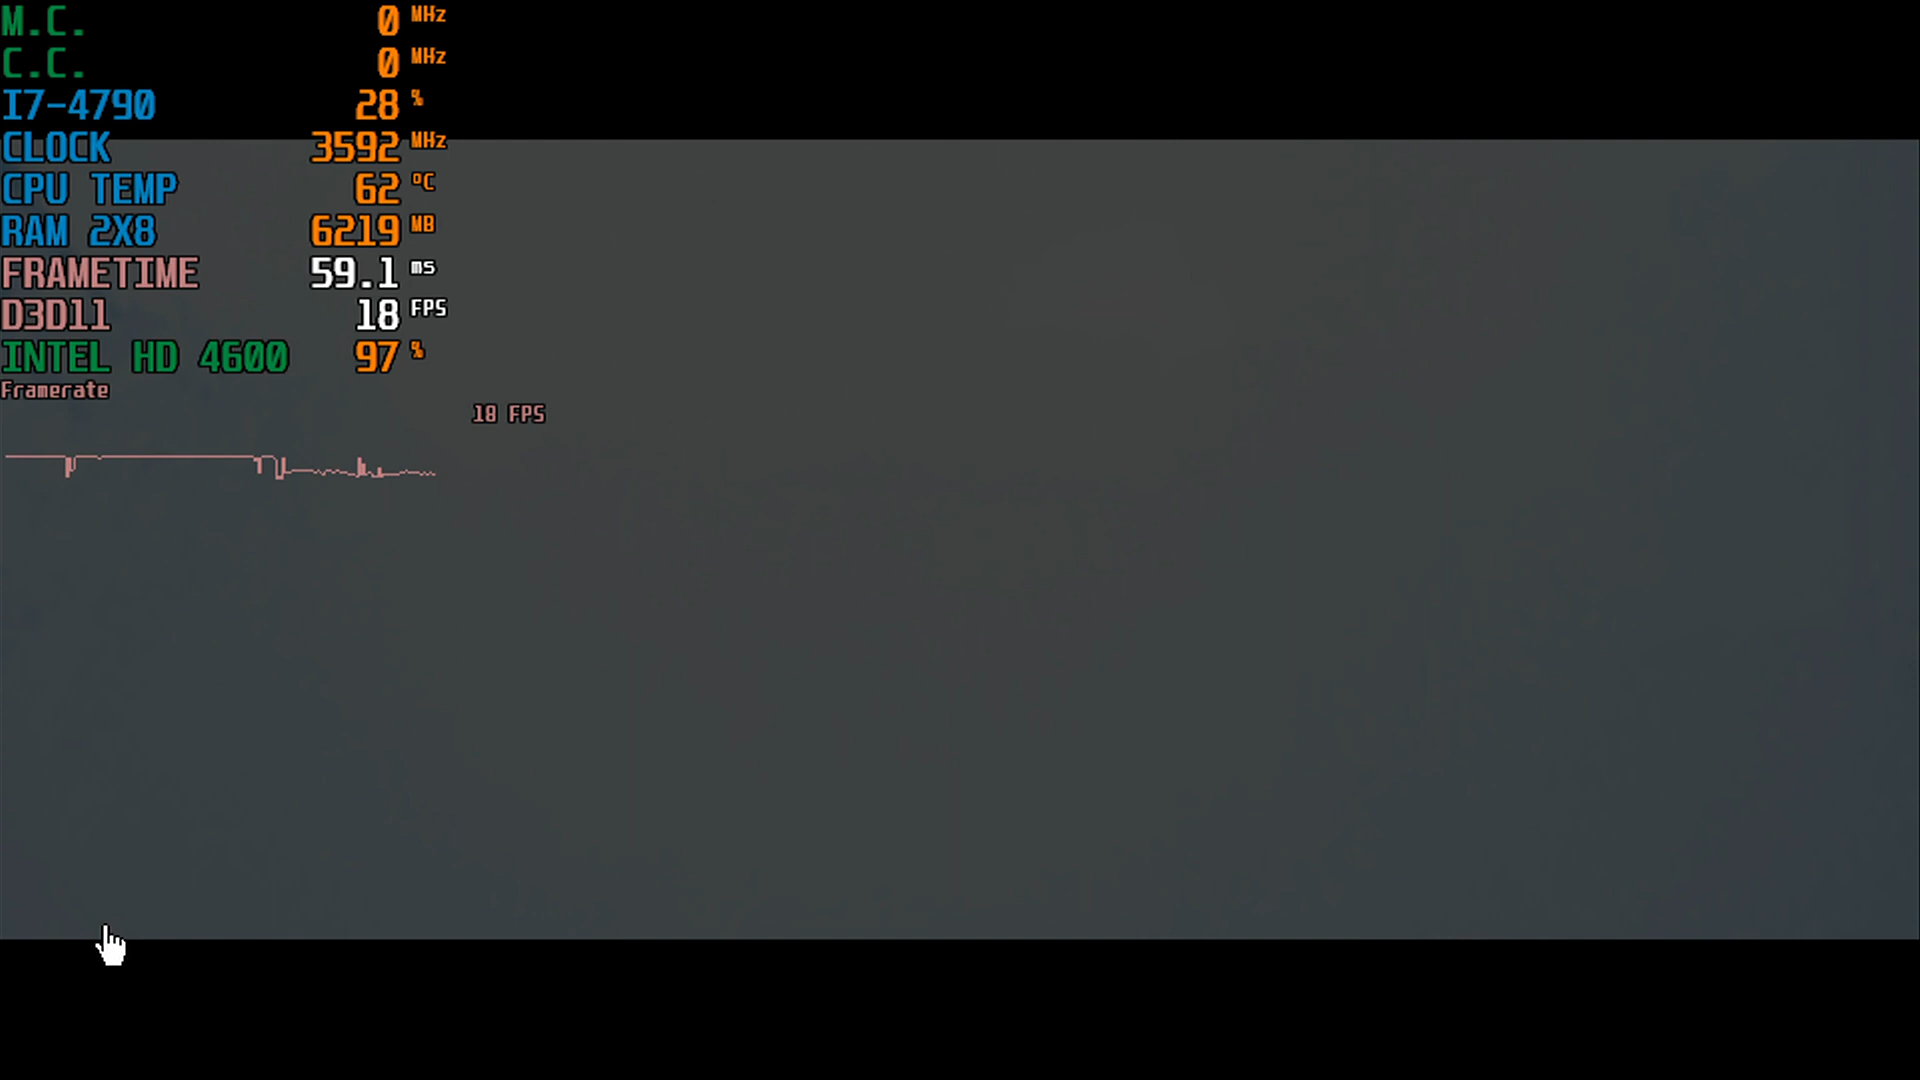 M.C. 0 MHz
C.C. 0 MHz
I7-4790 28 %
CLOCK 3592 MHz
CPU TEMP 62 ºC
RAM 2X8 6219 MB
FRAMETIME 59.1 ms
D3D11 18 FPS
INTEL HD 4600 97 %
Framerate
18 FPS